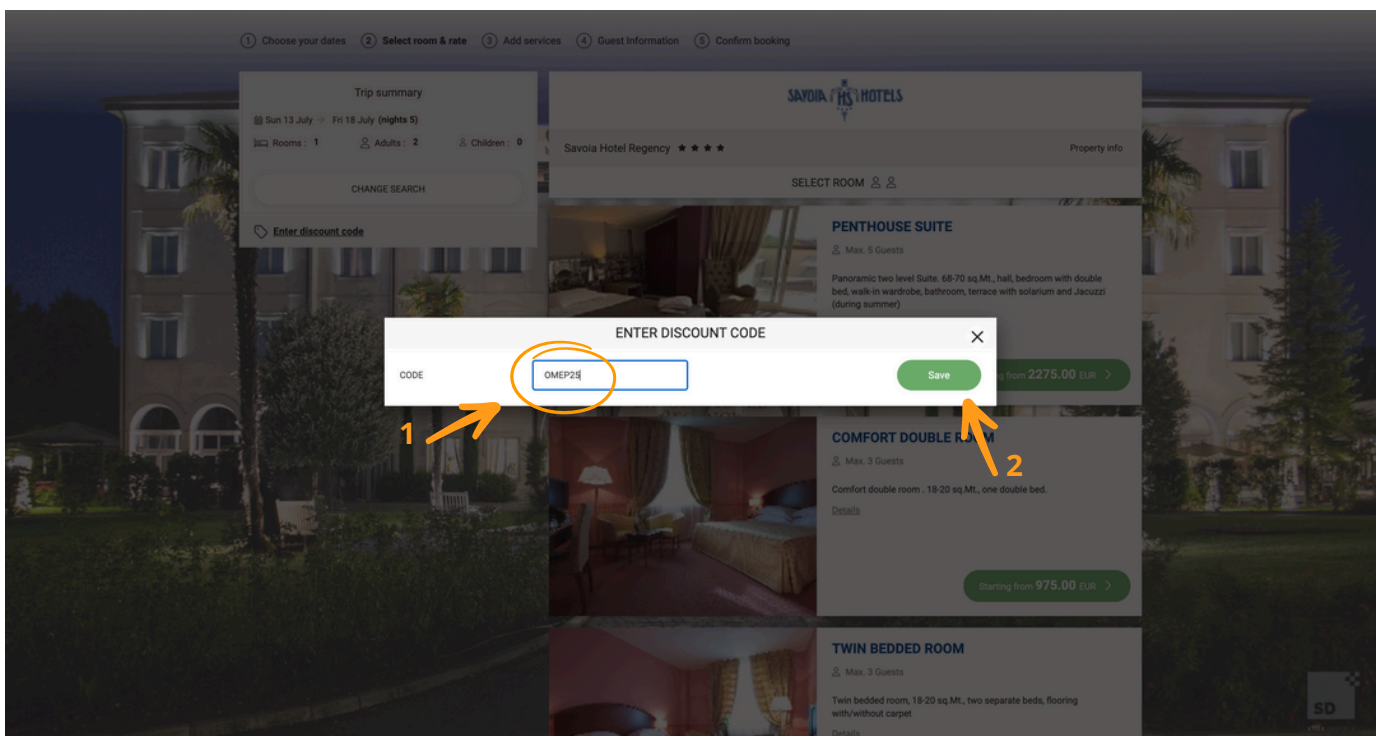 1 Choose your dates 2 Select room & rate 3 Add services 4 Guest Information 5 Confirm booking
Trip summary
Sun 13 July → Fri 18 July (nights 5)
Rooms : 1 Adults : 2 Children : 0
CHANGE SEARCH
Enter discount code
SAVOIA HS HOTELS
Savoia Hotel Regency ★ ★ ★ ★ Property info
SELECT ROOM
PENTHOUSE SUITE
Max. 5 Guests
Panoramic two level Suite. 68-70 sq.Mt., hall, bedroom with double
bed, walk-in wardrobe, bathroom, terrace with solarium and Jacuzzi
(during summer)
ENTER DISCOUNT CODE
CODE
OMEP25
Save
from 2275.00 EUR
1
2
COMFORT DOUBLE ROOM
Max. 3 Guests
Comfort double room . 18-20 sq.Mt., one double bed.
Details
Starting from 975.00 EUR
TWIN BEDDED ROOM
Max. 3 Guests
Twin bedded room, 18-20 sq.Mt., two separate beds, flooring
with/without carpet
Details
SD